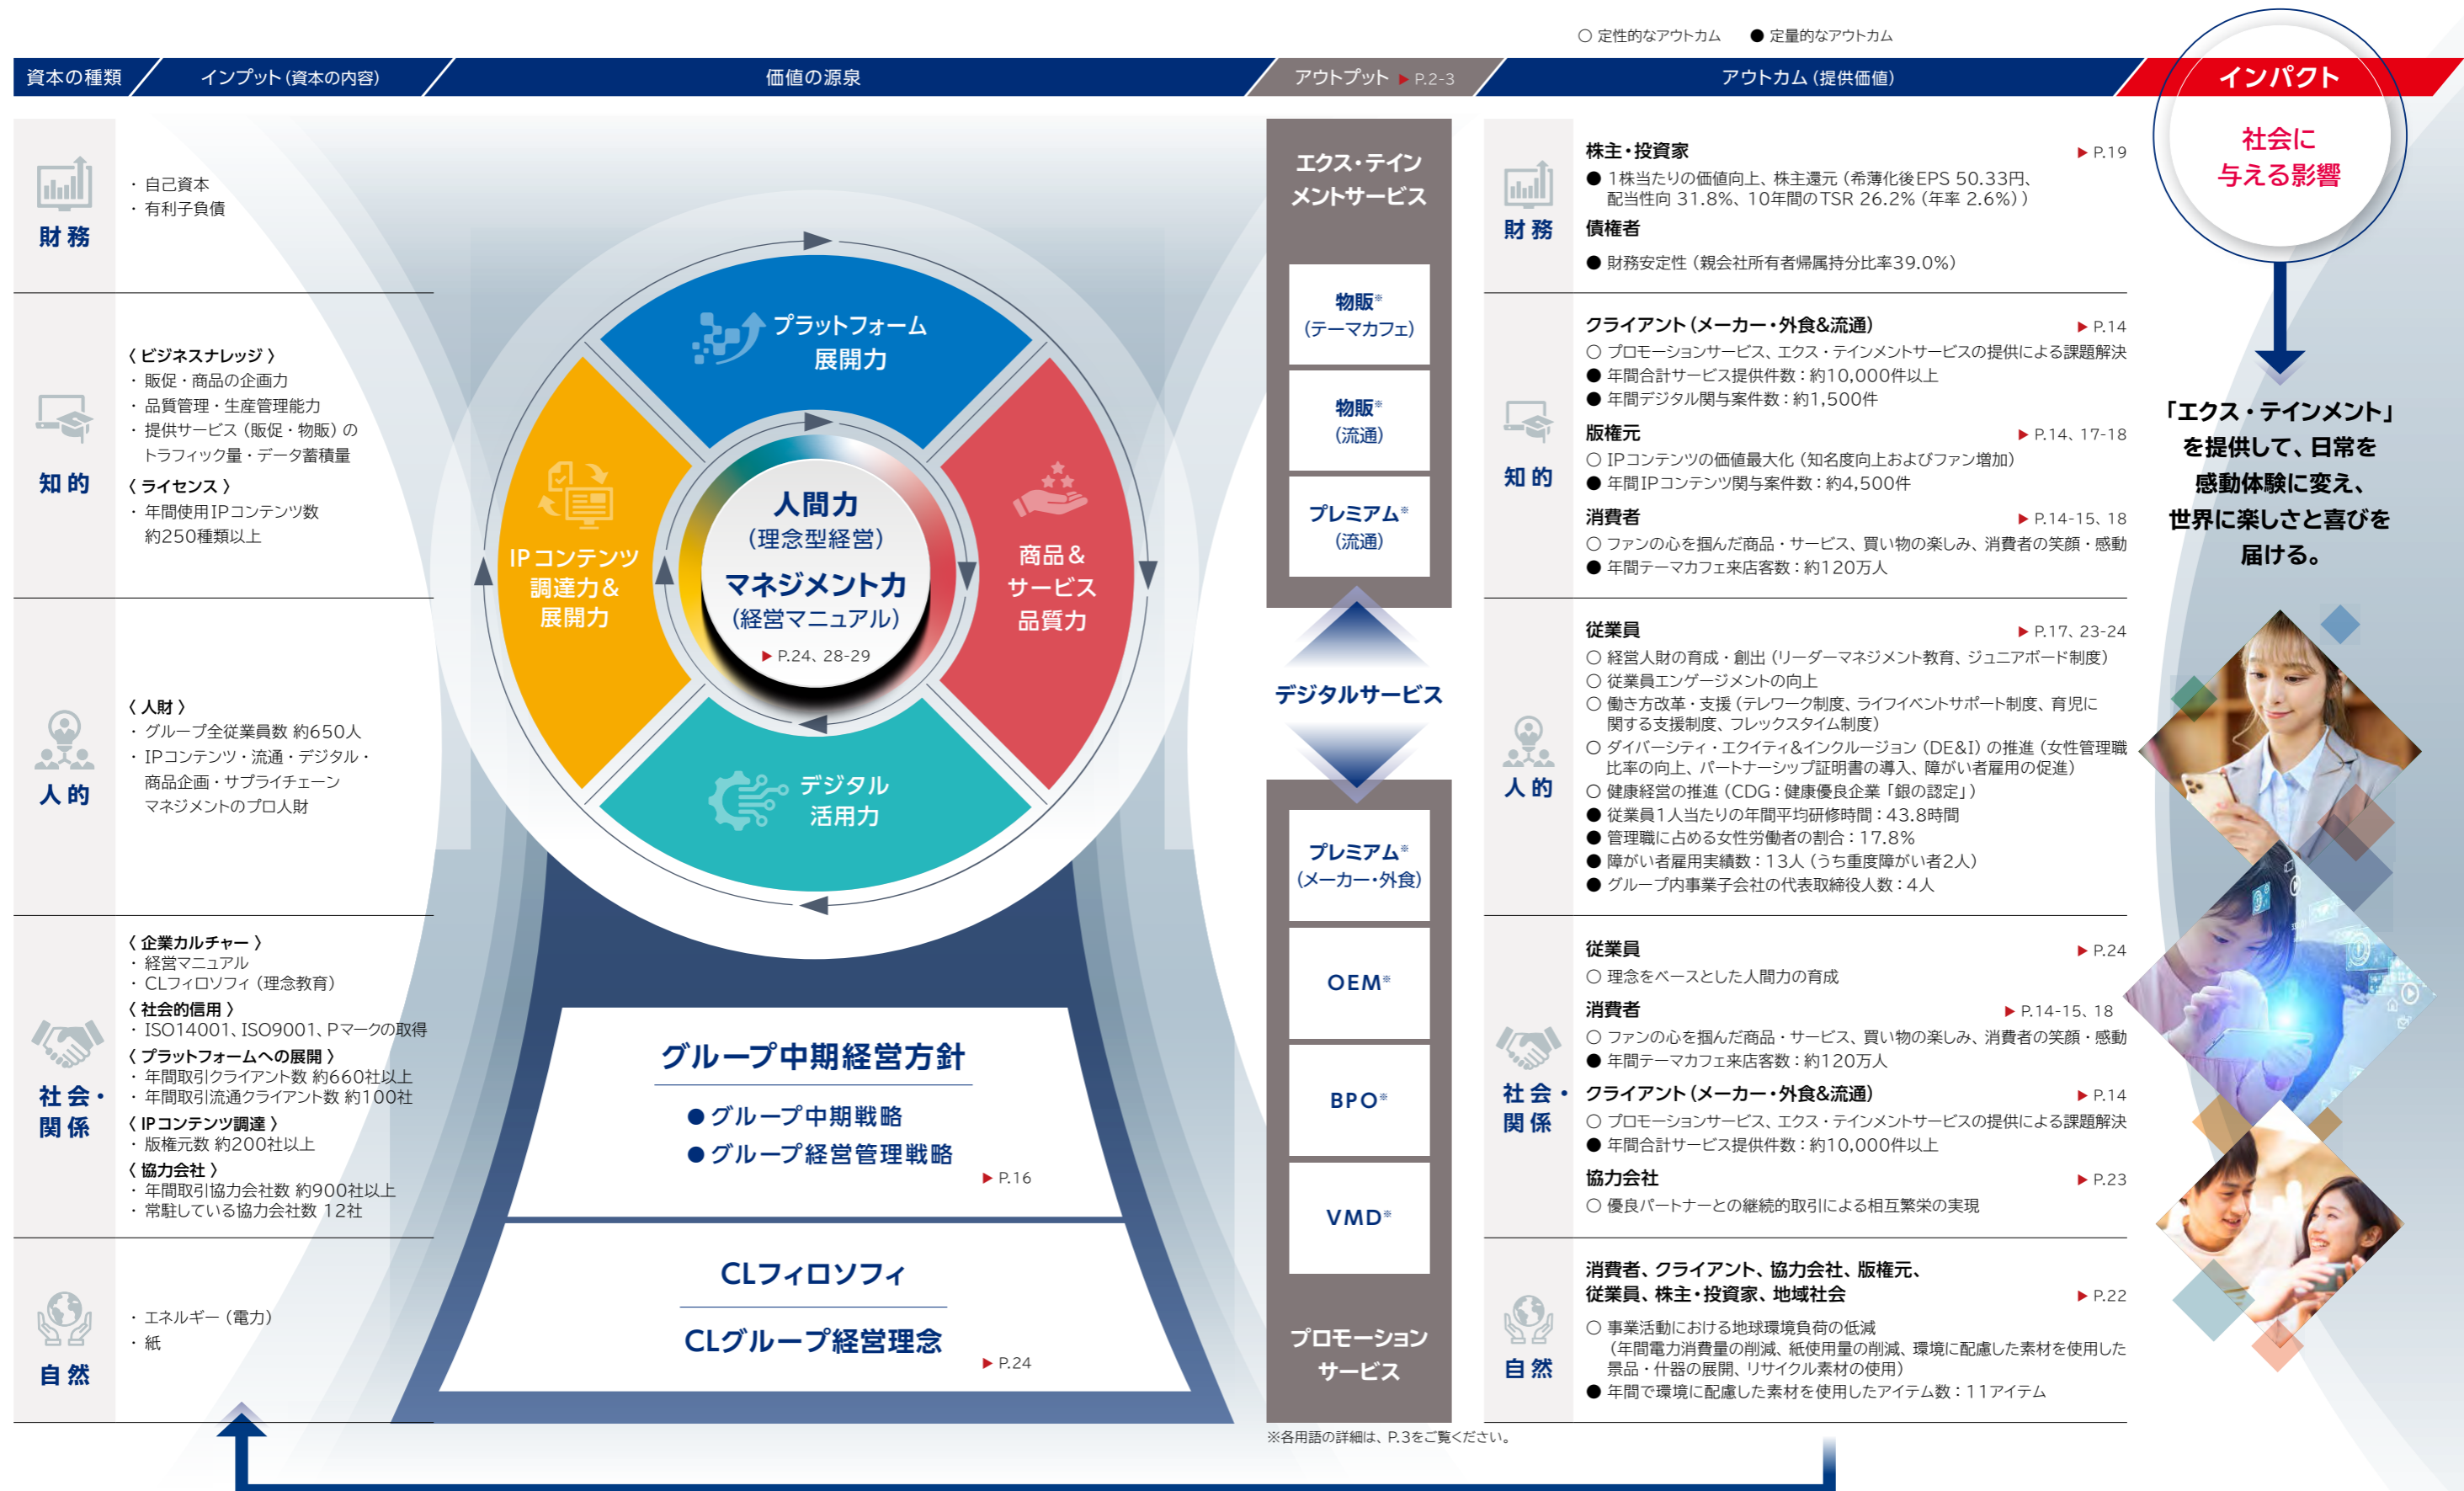 ○ 定性的なアウトカム ● 定量的なアウトカム
資本の種類
インプット（資本の内容）
価値の源泉
アウトプット ▶ P.2-3
アウトカム（提供価値）
インパクト
財務
・ 自己資本
・ 有利子負債
知的
〈 ビジネスナレッジ 〉
・ 販促・商品の企画力
・ 品質管理・生産管理能力
・ 提供サービス（販促・物販）の
トラフィック量・データ蓄積量
〈 ライセンス 〉
・ 年間使用IPコンテンツ数
約250種類以上
人的
〈 人財 〉
・ グループ全従業員数 約650人
・ IPコンテンツ・流通・デジタル・
商品企画・サプライチェーン
マネジメントのプロ人財
社会・
関係
〈 企業カルチャー 〉
・ 経営マニュアル
・ CLフィロソフィ（理念教育）
〈 社会的信用 〉
・ ISO14001、ISO9001、Pマークの取得
〈 プラットフォームへの展開 〉
・ 年間取引クライアント数 約660社以上
・ 年間取引流通クライアント数 約100社
〈 IPコンテンツ調達 〉
・ 版権元数 約200社以上
〈 協力会社 〉
・ 年間取引協力会社数 約900社以上
・ 常駐している協力会社数 12社
自然
・ エネルギー（電力）
・ 紙
プラットフォーム
展開力
IPコンテンツ
調達力&
展開力
商品&
サービス
品質力
デジタル
活用力
人間力
（理念型経営）
マネジメント力
（経営マニュアル）
▶ P.24、28-29
グループ中期経営方針
● グループ中期戦略
● グループ経営管理戦略
▶ P.16
CLフィロソフィ
CLグループ経営理念
▶ P.24
エクス・テイン
メントサービス
物販※
（テーマカフェ）
物販※
（流通）
プレミアム※
（流通）
デジタルサービス
プレミアム※
（メーカー・外食）
OEM※
BPO※
VMD※
プロモーション
サービス
※各用語の詳細は、P.3をご覧ください。
財務
株主・投資家 ▶ P.19
● 1株当たりの価値向上、株主還元（希薄化後EPS 50.33円、
配当性向 31.8%、10年間のTSR 26.2%（年率 2.6%））
債権者
● 財務安定性（親会社所有者帰属持分比率39.0%）
知的
クライアント（メーカー・外食&流通） ▶ P.14
○ プロモーションサービス、エクス・テインメントサービスの提供による課題解決
● 年間合計サービス提供件数：約10,000件以上
● 年間デジタル関与案件数：約1,500件
版権元 ▶ P.14、17-18
○ IPコンテンツの価値最大化（知名度向上およびファン増加）
● 年間IPコンテンツ関与案件数：約4,500件
消費者 ▶ P.14-15、18
○ ファンの心を掴んだ商品・サービス、買い物の楽しみ、消費者の笑顔・感動
● 年間テーマカフェ来店客数：約120万人
人的
従業員 ▶ P.17、23-24
○ 経営人財の育成・創出（リーダーマネジメント教育、ジュニアボード制度）
○ 従業員エンゲージメントの向上
○ 働き方改革・支援（テレワーク制度、ライフイベントサポート制度、育児に
関する支援制度、フレックスタイム制度）
○ ダイバーシティ・エクイティ&インクルージョン（DE&I）の推進（女性管理職
比率の向上、パートナーシップ証明書の導入、障がい者雇用の促進）
○ 健康経営の推進（CDG：健康優良企業「銀の認定」）
● 従業員1人当たりの年間平均研修時間：43.8時間
● 管理職に占める女性労働者の割合：17.8%
● 障がい者雇用実績数：13人（うち重度障がい者2人）
● グループ内事業子会社の代表取締役人数：4人
社会・
関係
従業員 ▶ P.24
○ 理念をベースとした人間力の育成
消費者 ▶ P.14-15、18
○ ファンの心を掴んだ商品・サービス、買い物の楽しみ、消費者の笑顔・感動
● 年間テーマカフェ来店客数：約120万人
クライアント（メーカー・外食&流通） ▶ P.14
○ プロモーションサービス、エクス・テインメントサービスの提供による課題解決
● 年間合計サービス提供件数：約10,000件以上
協力会社 ▶ P.23
○ 優良パートナーとの継続的取引による相互繁栄の実現
自然
消費者、クライアント、協力会社、版権元、
従業員、株主・投資家、地域社会 ▶ P.22
○ 事業活動における地球環境負荷の低減
（年間電力消費量の削減、紙使用量の削減、環境に配慮した素材を使用した
景品・什器の展開、リサイクル素材の使用）
● 年間で環境に配慮した素材を使用したアイテム数：11アイテム
社会に
与える影響
「エクス・テインメント」
を提供して、日常を
感動体験に変え、
世界に楽しさと喜びを
届ける。